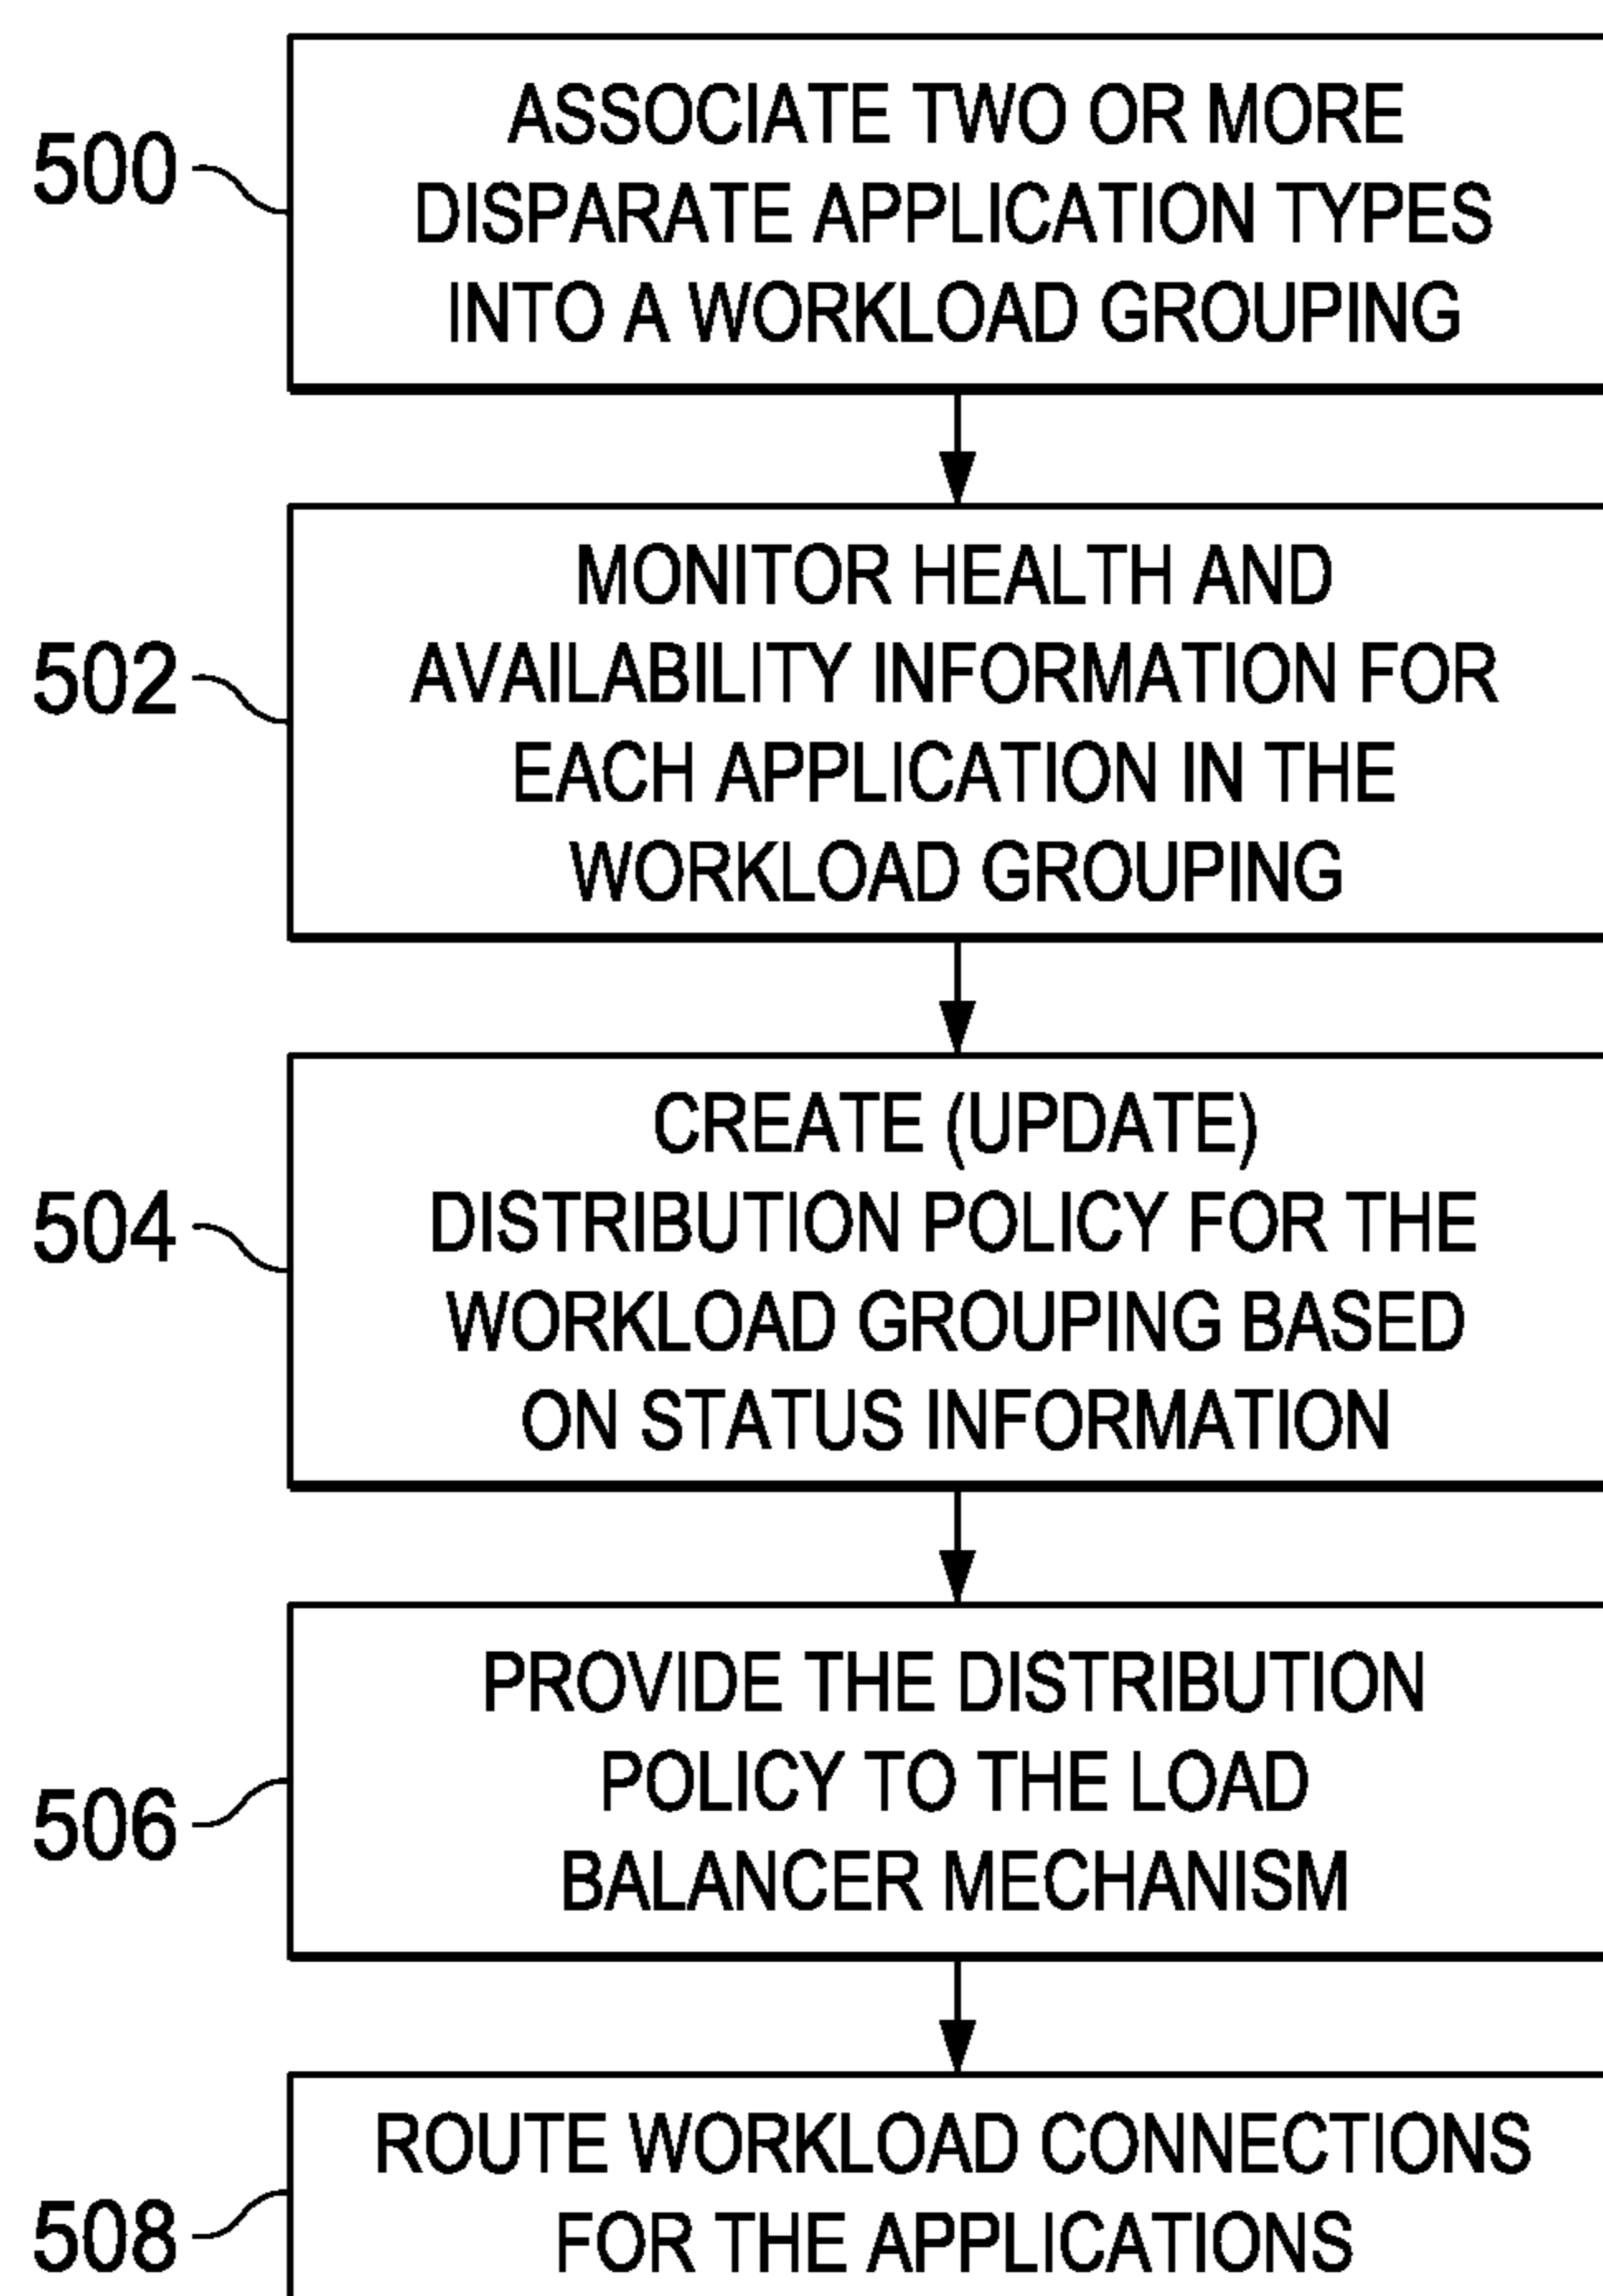 500
ASSOCIATE TWO OR MORE
DISPARATE APPLICATION TYPES
INTO A WORKLOAD GROUPING
502
MONITOR HEALTH AND
AVAILABILITY INFORMATION FOR
EACH APPLICATION IN THE
WORKLOAD GROUPING
504
CREATE (UPDATE)
DISTRIBUTION POLICY FOR THE
WORKLOAD GROUPING BASED
ON STATUS INFORMATION
506
PROVIDE THE DISTRIBUTION
POLICY TO THE LOAD
BALANCER MECHANISM
508
ROUTE WORKLOAD CONNECTIONS
FOR THE APPLICATIONS